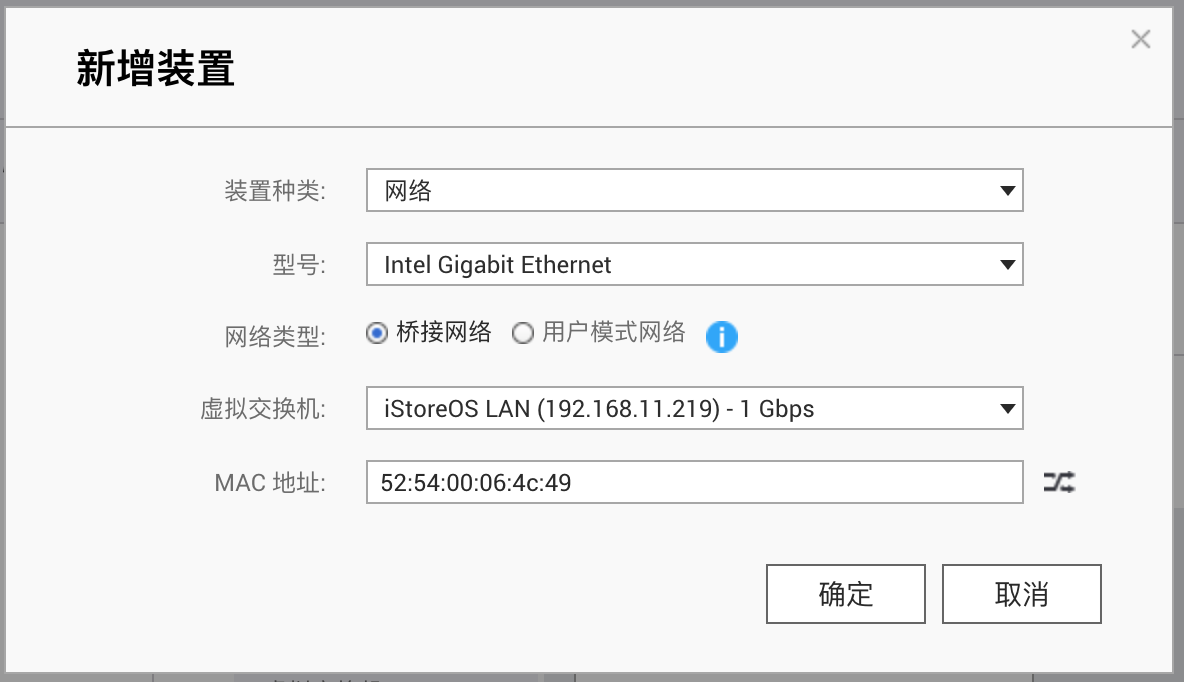 新增装置
装置种类: 网络
型号: Intel Gigabit Ethernet
网络类型: 桥接网络 用户模式网络
虚拟交换机: iStoreOS LAN (192.168.11.219) - 1 Gbps
MAC 地址: 52:54:00:06:4c:49
确定 取消